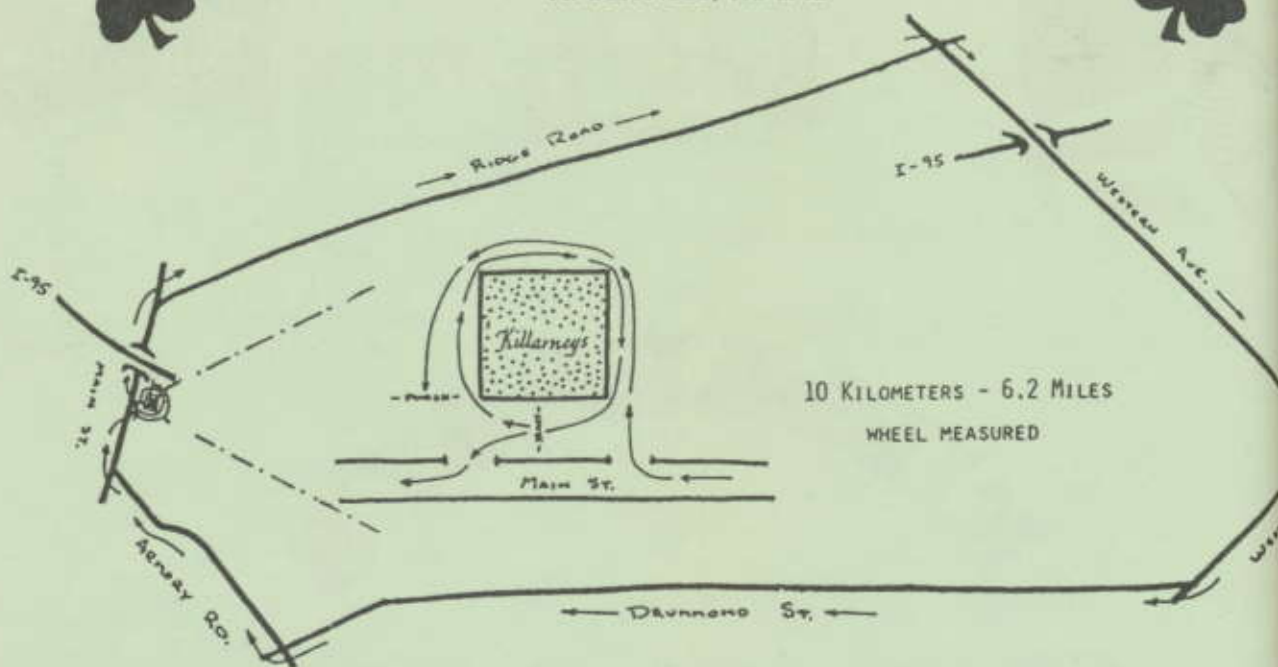 RIDGE ROAD
I-95
WESTERN AVE.
I-95
MAIN ST.
Killarneys
10 KILOMETERS - 6.2 MILES
WHEEL MEASURED
MAIN ST.
ARMORY RD.
DRUMMOND ST.